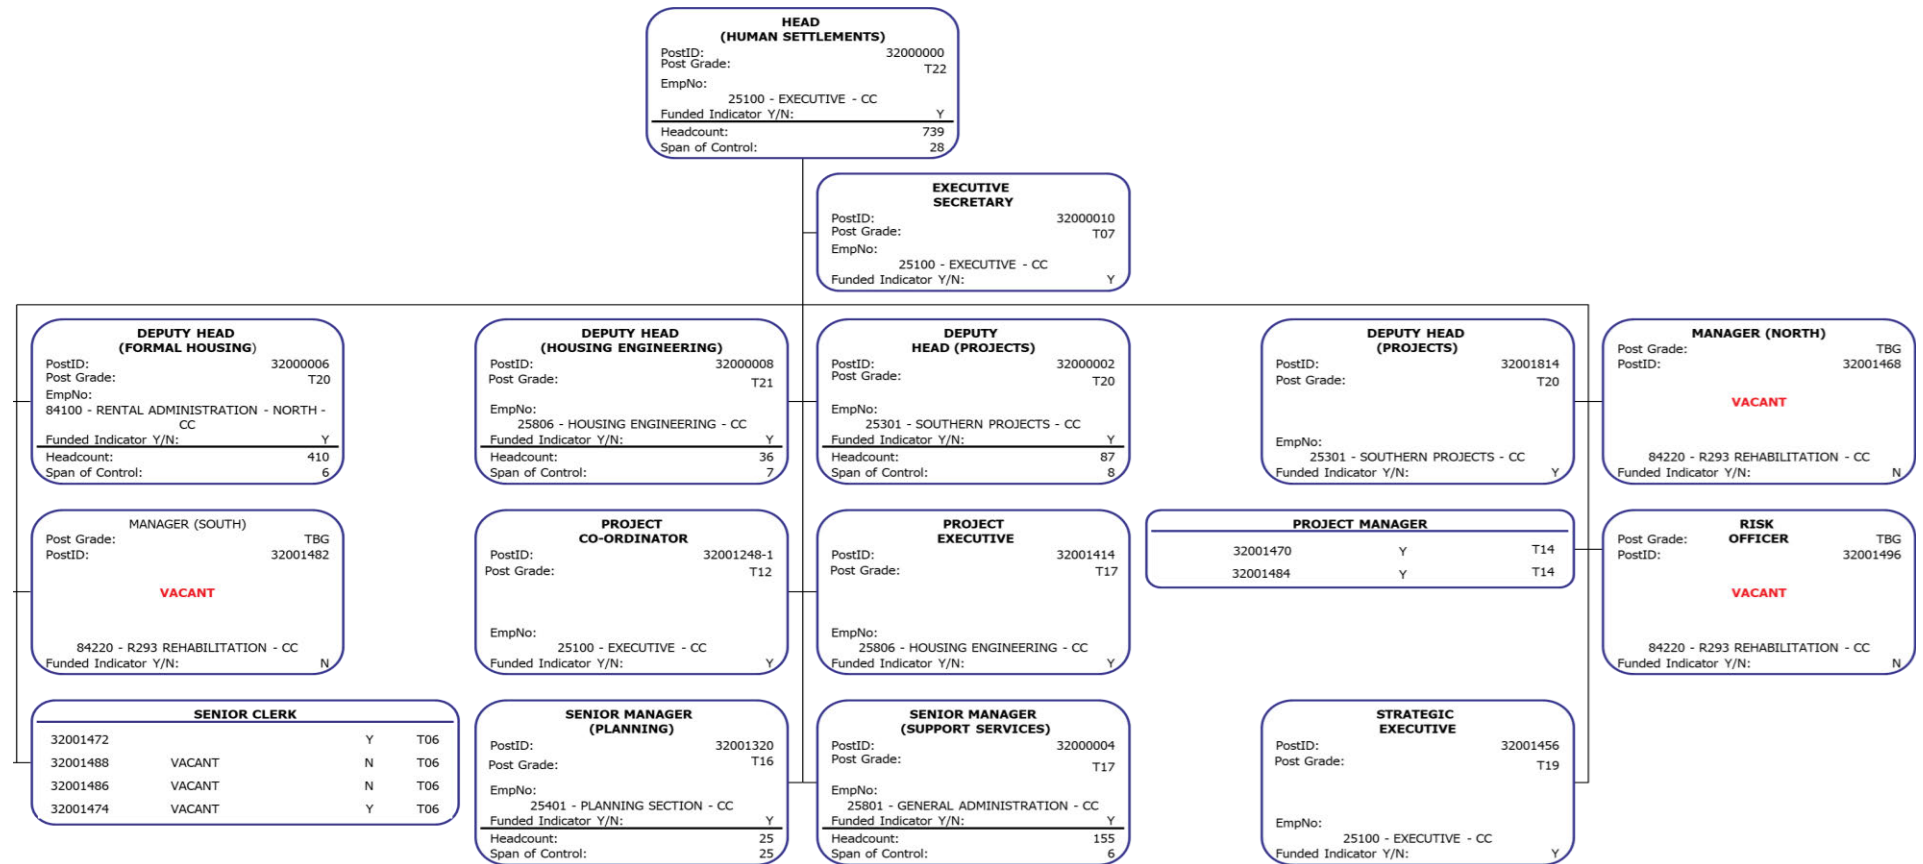 HEAD
(HUMAN SETTLEMENTS)
PostID: 32000000
Post Grade: T22
EmpNo:
25100 - EXECUTIVE - CC
Funded Indicator Y/N: Y
Headcount: 739
Span of Control: 28
EXECUTIVE
SECRETARY
PostID: 32000010
Post Grade: T07
EmpNo:
25100 - EXECUTIVE - CC
Funded Indicator Y/N: Y
DEPUTY HEAD
(FORMAL HOUSING)
PostID: 32000006
Post Grade: T20
EmpNo:
84100 - RENTAL ADMINISTRATION - NORTH -
CC
Funded Indicator Y/N: Y
Headcount: 410
Span of Control: 6
DEPUTY HEAD
(HOUSING ENGINEERING)
PostID: 32000008
Post Grade: T21
EmpNo:
25806 - HOUSING ENGINEERING - CC
Funded Indicator Y/N: Y
Headcount: 36
Span of Control: 7
DEPUTY
HEAD (PROJECTS)
PostID: 32000002
Post Grade: T20
EmpNo:
25301 - SOUTHERN PROJECTS - CC
Funded Indicator Y/N: Y
Headcount: 87
Span of Control: 8
DEPUTY HEAD
(PROJECTS)
PostID: 32001814
Post Grade: T20
EmpNo:
25301 - SOUTHERN PROJECTS - CC
Funded Indicator Y/N: Y
MANAGER (NORTH)
Post Grade: TBG
PostID: 32001468
VACANT
84220 - R293 REHABILITATION - CC
Funded Indicator Y/N: N
MANAGER (SOUTH)
Post Grade: TBG
PostID: 32001482
VACANT
84220 - R293 REHABILITATION - CC
Funded Indicator Y/N: N
PROJECT
CO-ORDINATOR
PostID: 32001248-1
Post Grade: T12
EmpNo:
25100 - EXECUTIVE - CC
Funded Indicator Y/N: Y
PROJECT
EXECUTIVE
PostID: 32001414
Post Grade: T17
EmpNo:
25806 - HOUSING ENGINEERING - CC
Funded Indicator Y/N: Y
PROJECT MANAGER
32001470 Y T14
32001484 Y T14
RISK
Post Grade: OFFICER TBG
PostID: 32001496
VACANT
84220 - R293 REHABILITATION - CC
Funded Indicator Y/N: N
SENIOR CLERK
32001472 Y T06
32001488 VACANT N T06
32001486 VACANT N T06
32001474 VACANT Y T06
SENIOR MANAGER
(PLANNING)
PostID: 32001320
Post Grade: T16
EmpNo:
25401 - PLANNING SECTION - CC
Funded Indicator Y/N: Y
Headcount: 25
Span of Control: 25
SENIOR MANAGER
(SUPPORT SERVICES)
PostID: 32000004
Post Grade: T17
EmpNo:
25801 - GENERAL ADMINISTRATION - CC
Funded Indicator Y/N: Y
Headcount: 155
Span of Control: 6
STRATEGIC
EXECUTIVE
PostID: 32001456
Post Grade: T19
EmpNo:
25100 - EXECUTIVE - CC
Funded Indicator Y/N: Y